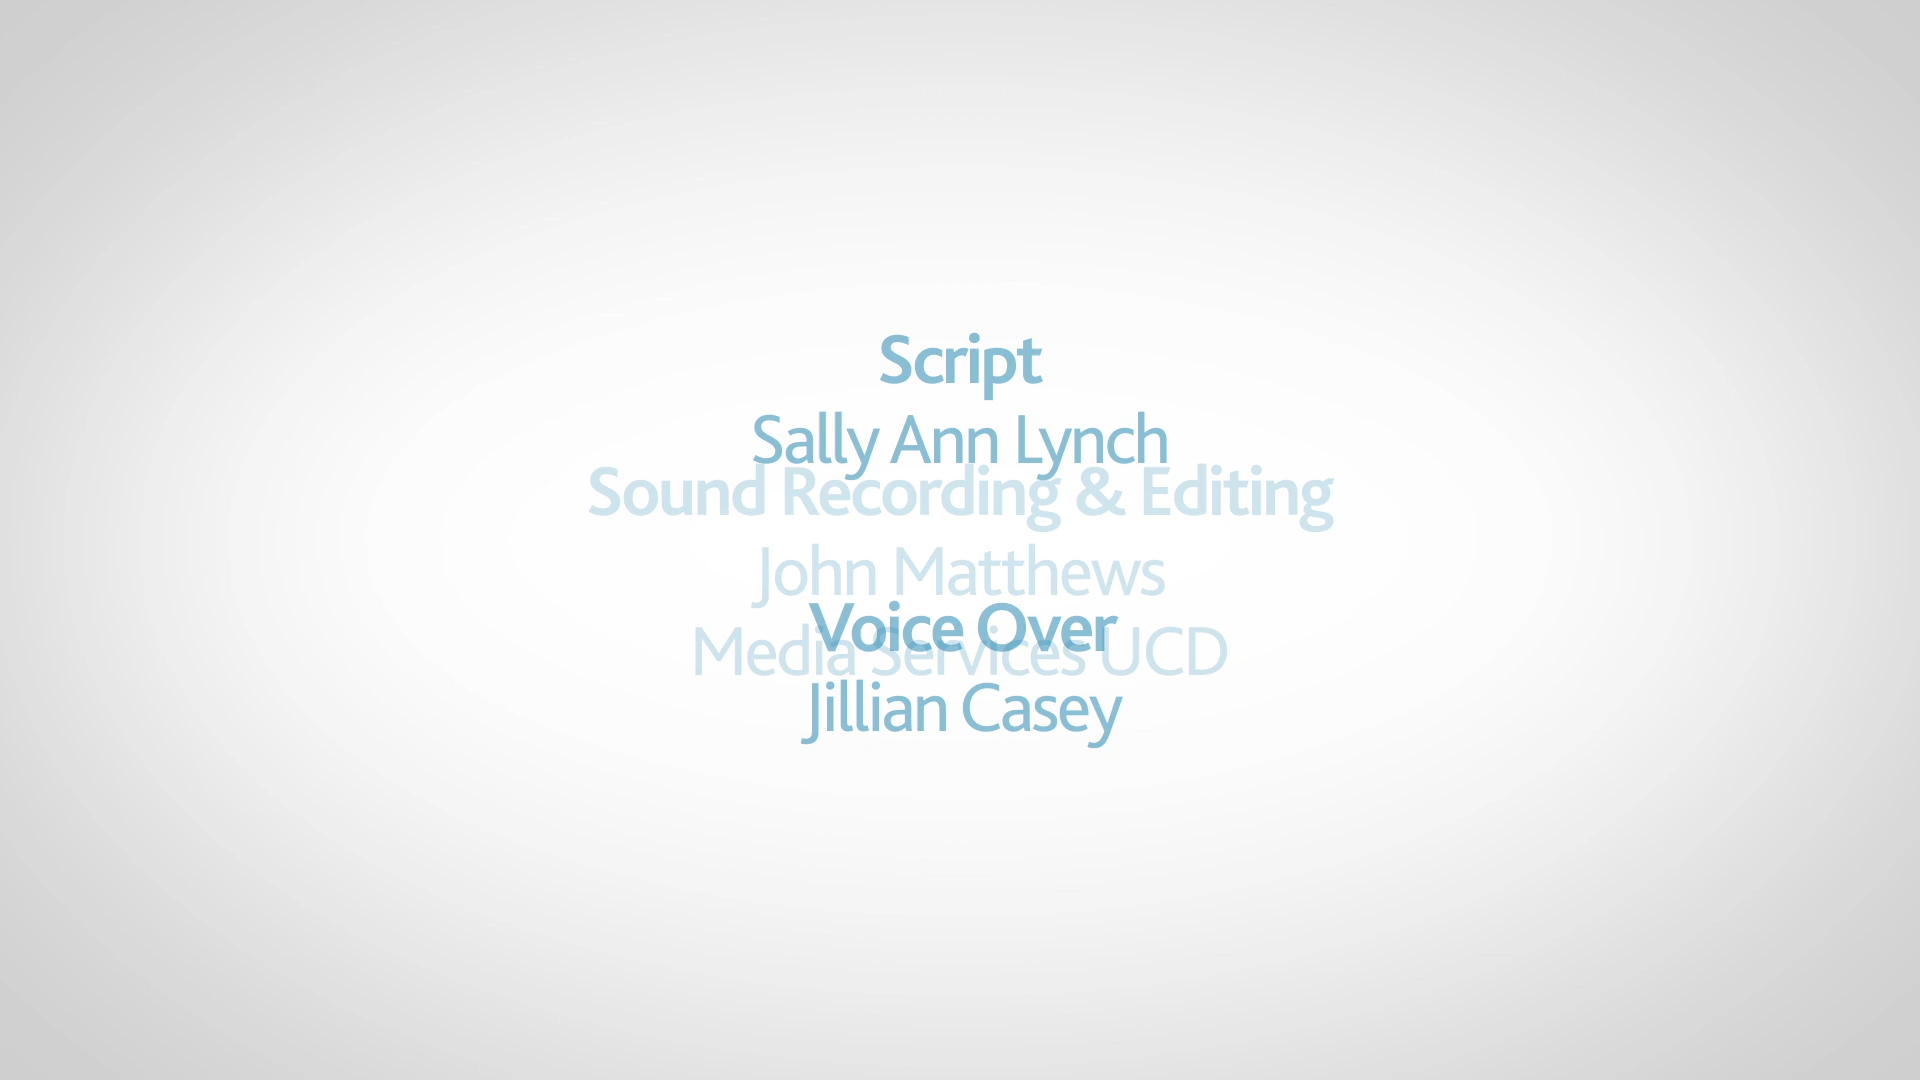 Script
Sally Ann Lynch
Sound Recording & Editing
John Matthews
Voice Over
Media Services UCD
Jillian Casey